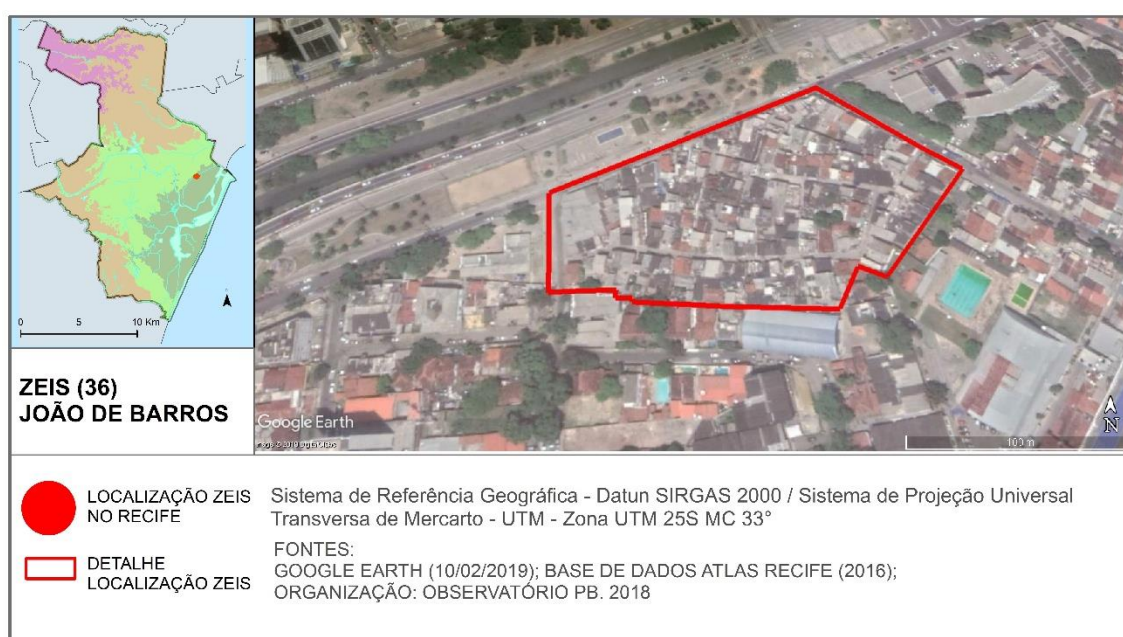 0 5 10 Km
ZEIS (36)
JOÃO DE BARROS
Google Earth
100 m
N
LOCALIZAÇÃO ZEIS
NO RECIFE
DETALHE
LOCALIZAÇÃO ZEIS
Sistema de Referência Geográfica - Datun SIRGAS 2000 / Sistema de Projeção Universal
Transversa de Mercarto - UTM - Zona UTM 25S MC 33°
FONTES:
GOOGLE EARTH (10/02/2019); BASE DE DADOS ATLAS RECIFE (2016);
ORGANIZAÇÃO: OBSERVATÓRIO PB. 2018